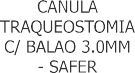 CANULA
TRAQUEOSTOMIA
C/ BALAO 3.0MM
- SAFER